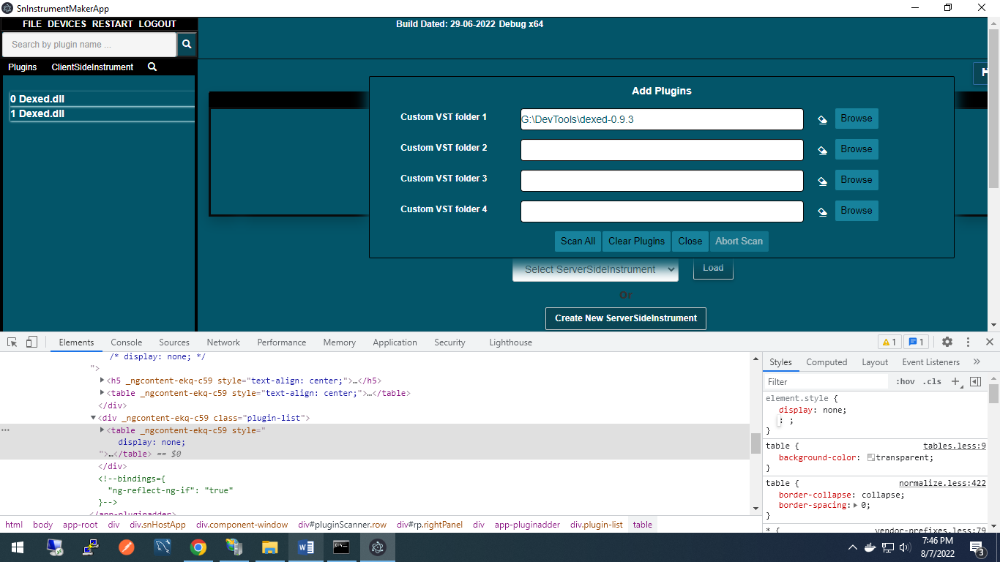 SnInstrumentMakerApp
FILE DEVICES RESTART LOGOUT
Build Dated: 29-06-2022 Debug x64
Search by plugin name ...
Plugins ClientSideInstrument
0 Dexed.dll
1 Dexed.dll
Add Plugins
Custom VST folder 1 G:\DevTools\dexed-0.9.3 Browse
Custom VST folder 2 Browse
Custom VST folder 3 Browse
Custom VST folder 4 Browse
Scan All Clear Plugins Close Abort Scan
Select ServerSideInstrument Load
Or
Create New ServerSideInstrument
Elements Console Sources Network Performance Memory Application Security Lighthouse 1 1
/* display: none; */
">
<h5 _ngcontent-ekq-c59 style="text-align: center;">…</h5>
<table _ngcontent-ekq-c59 style="text-align: center;">…</table>
</div>
<div _ngcontent-ekq-c59 class="plugin-list">
<table _ngcontent-ekq-c59 style="
display: none;
">…</table> == $0
</div>
<!--bindings={
"ng-reflect-ng-if": "true"
}-->
</app-pluginadder>
html body app-root div div.snHostApp div.component-window div#pluginScanner.row div#rp.rightPanel div app-pluginadder div.plugin-list table
Styles Computed Layout Event Listeners »
Filter :hov .cls +
element.style {
display: none;
: ;
}
table { tables.less:9
background-color: transparent;
}
table { normalize.less:422
border-collapse: collapse;
border-spacing: 0;
}
* { vendor-prefixes.less:79
7:46 PM
8/7/2022
3